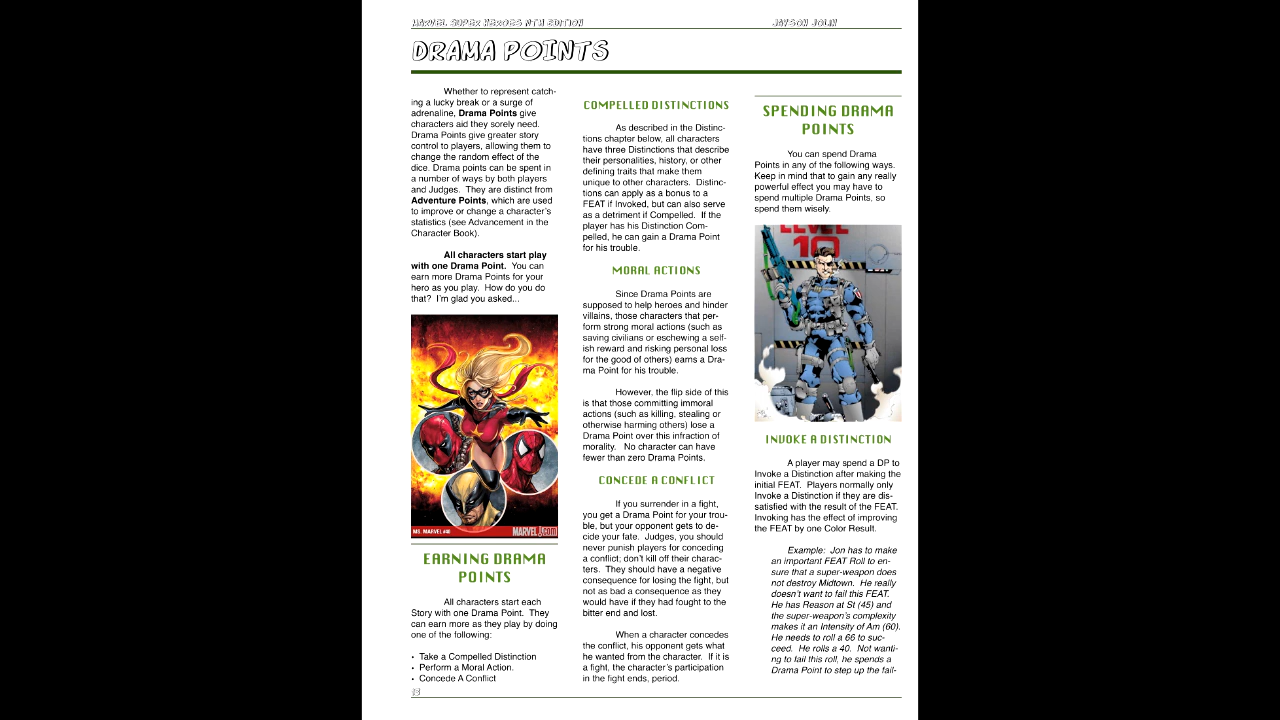 MARVEL SUPER HEROES NTH EDITION JAYSON JOLIN
DRAMA POINTS
Whether to represent catch-
ing a lucky break or a surge of
adrenaline, Drama Points give
characters aid they sorely need.
Drama Points give greater story
control to players, allowing them to
change the random effect of the
dice. Drama points can be spent in
a number of ways by both players
and Judges. They are distinct from
Adventure Points, which are used
to improve or change a character's
statistics (see Advancement in the
Character Book).
All characters start play
with one Drama Point. You can
earn more Drama Points for your
hero as you play. How do you do
that? I'm glad you asked...
MS. MARVEL #40 MARVEL.com
EARNING DRAMA
POINTS
All characters start each
Story with one Drama Point. They
can earn more as they play by doing
one of the following:
• Take a Compelled Distinction
• Perform a Moral Action.
• Concede A Conflict
COMPELLED DISTINCTIONS
As described in the Distinc-
tions chapter below, all characters
have three Distinctions that describe
their personalities, history, or other
defining traits that make them
unique to other characters. Distinc-
tions can apply as a bonus to a
FEAT if Invoked, but can also serve
as a detriment if Compelled. If the
player has his Distinction Com-
pelled, he can gain a Drama Point
for his trouble.
MORAL ACTIONS
Since Drama Points are
supposed to help heroes and hinder
villains, those characters that per-
form strong moral actions (such as
saving civilians or eschewing a self-
ish reward and risking personal loss
for the good of others) earns a Dra-
ma Point for his trouble.
However, the flip side of this
is that those committing immoral
actions (such as killing, stealing or
otherwise harming others) lose a
Drama Point over this infraction of
morality. No character can have
fewer than zero Drama Points.
CONCEDE A CONFLICT
If you surrender in a fight,
you get a Drama Point for your trou-
ble, but your opponent gets to de-
cide your fate. Judges, you should
never punish players for conceding
a conflict; don't kill off their charac-
ters. They should have a negative
consequence for losing the fight, but
not as bad a consequence as they
would have if they had fought to the
bitter end and lost.
When a character concedes
the conflict, his opponent gets what
he wanted from the character. If it is
a fight, the character's participation
in the fight ends, period.
SPENDING DRAMA
POINTS
You can spend Drama
Points in any of the following ways.
Keep in mind that to gain any really
powerful effect you may have to
spend multiple Drama Points, so
spend them wisely.
LEVEL
10
INVOKE A DISTINCTION
A player may spend a DP to
Invoke a Distinction after making the
initial FEAT. Players normally only
Invoke a Distinction if they are dis-
satisfied with the result of the FEAT.
Invoking has the effect of improving
the FEAT by one Color Result.
Example: Jon has to make
an important FEAT Roll to en-
sure that a super-weapon does
not destroy Midtown. He really
doesn't want to fail this FEAT.
He has Reason at St (45) and
the super-weapon's complexity
makes it an Intensity of Am (60).
He needs to roll a 66 to suc-
ceed. He rolls a 40. Not wanti-
ng to fail this roll, he spends a
Drama Point to step up the fail-